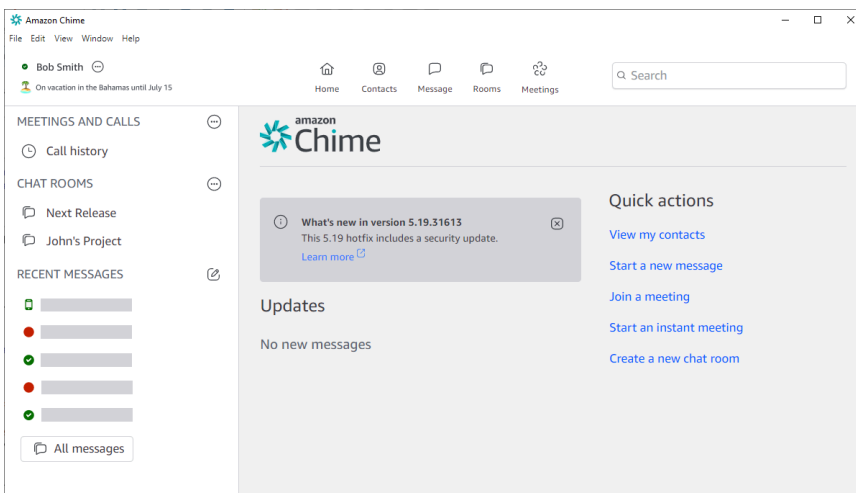 Amazon Chime
File Edit View Window Help
Bob Smith
On vacation in the Bahamas until July 15
Home Contacts Message Rooms Meetings
Search
MEETINGS AND CALLS
Call history
CHAT ROOMS
Next Release
John's Project
RECENT MESSAGES
All messages
amazon
Chime
What's new in version 5.19.31613
This 5.19 hotfix includes a security update.
Learn more
Updates
No new messages
Quick actions
View my contacts
Start a new message
Join a meeting
Start an instant meeting
Create a new chat room